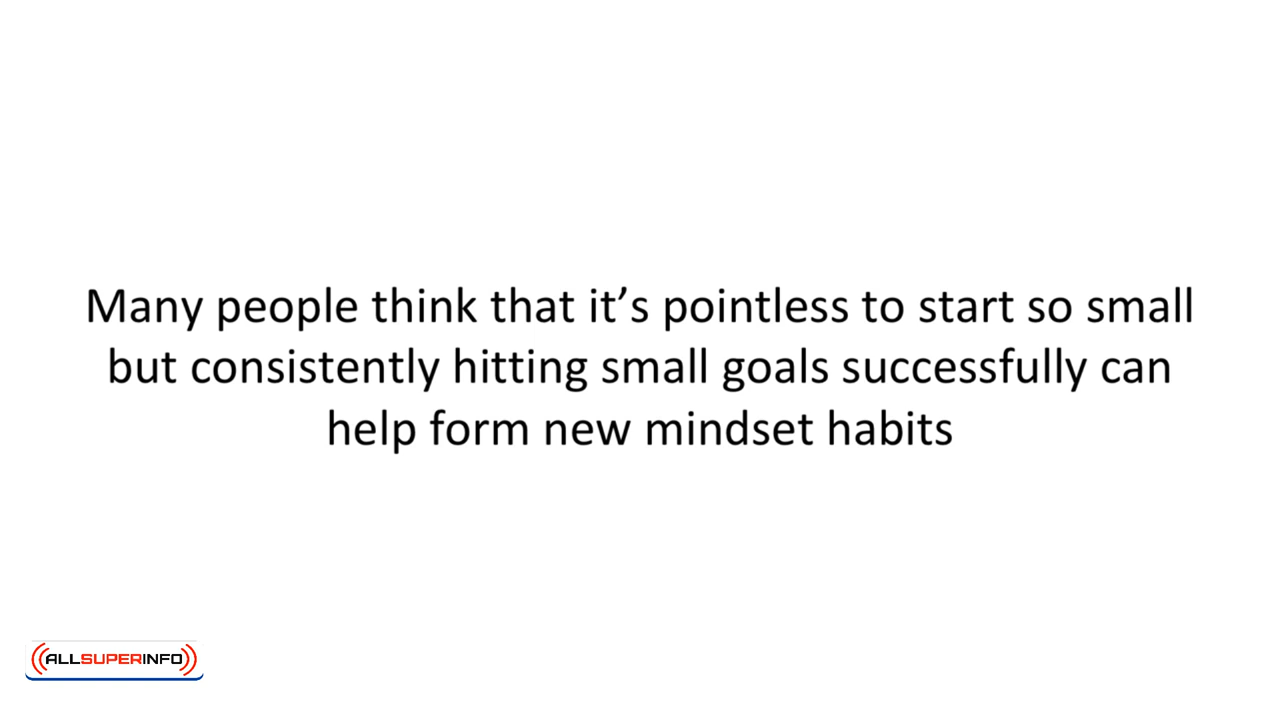 Many people think that it’s pointless to start so small
but consistently hitting small goals successfully can
help form new mindset habits
ALLSUPERINFO